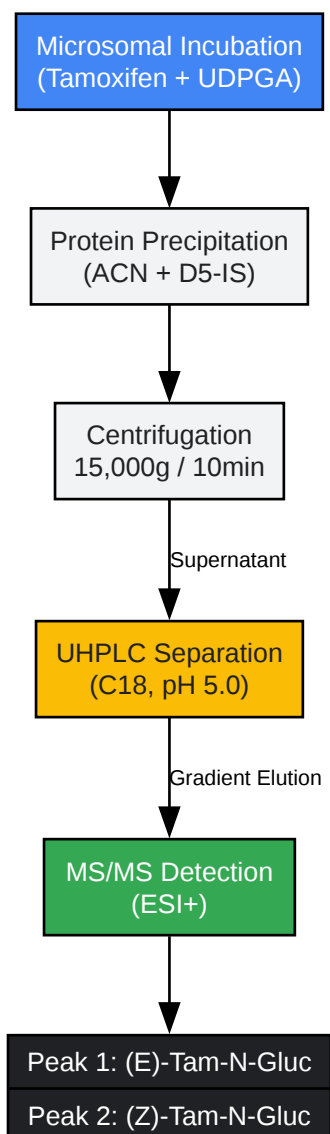 Microsomal Incubation
(Tamoxifen + UDPGA)
Protein Precipitation
(ACN + D5-IS)
Centrifugation
15,000g / 10min
Supernatant
UHPLC Separation
(C18, pH 5.0)
Gradient Elution
MS/MS Detection
(ESI+)
Peak 1: (E)-Tam-N-Gluc
Peak 2: (Z)-Tam-N-Gluc